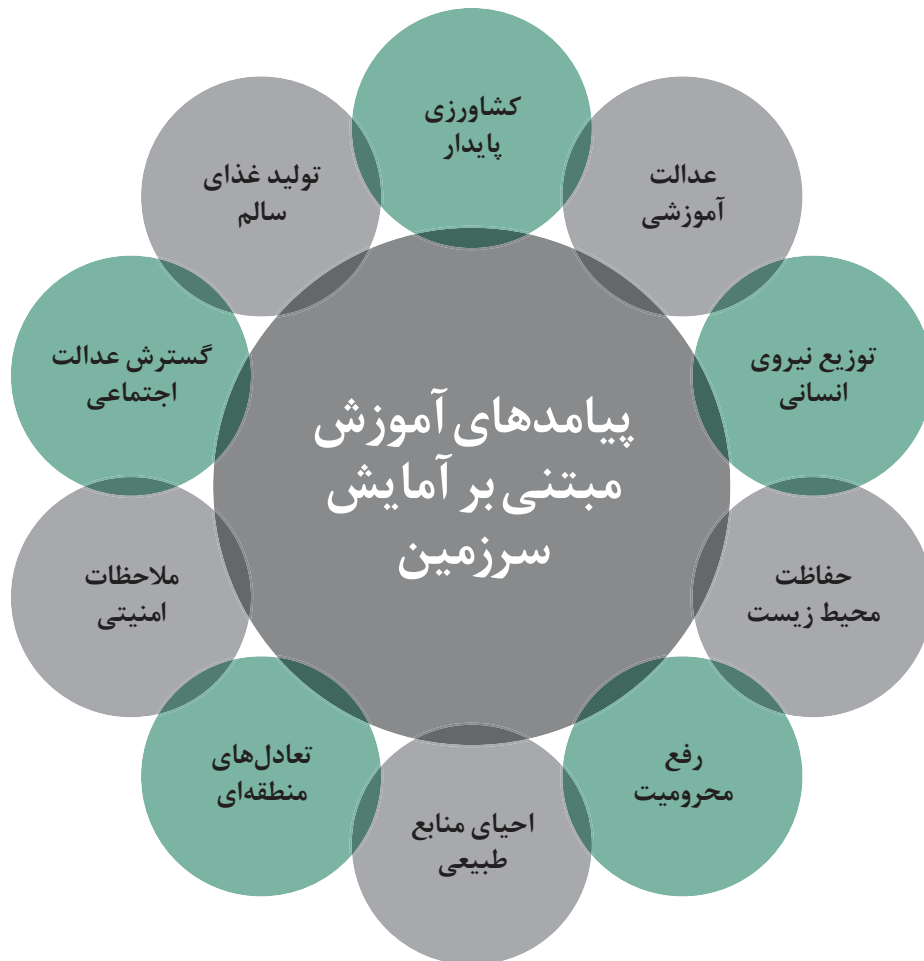 پیامدهای آموزش
مبتنی بر آمایش
سرزمین
کشاورزی
پایدار
عدالت
آموزشی
توزیع نیروی
انسانی
حفاظت
محیط زیست
رفع
محرومیت
احیای منابع
طبیعی
تعادل‌های
منطقه‌ای
ملاحظات
امنیتی
گسترش عدالت
اجتماعی
تولید غذای
سالم